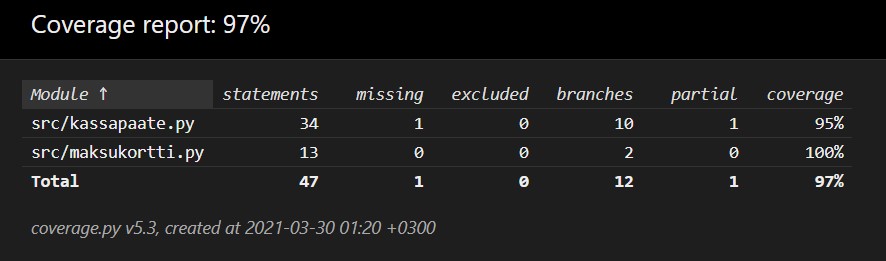 Coverage report: 97%
Module ↑ statements missing excluded branches partial coverage
src/kassapaate.py 34 1 0 10 1 95%
src/maksukortti.py 13 0 0 2 0 100%
Total 47 1 0 12 1 97%
coverage.py v5.3, created at 2021-03-30 01:20 +0300